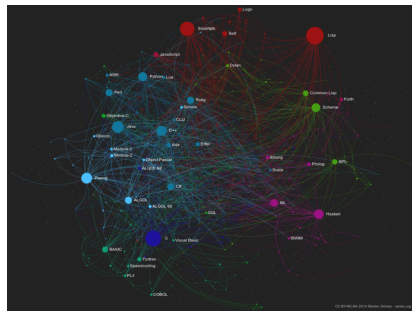 Logo
Smalltalk
Self
Lisp
JavaScript
Dylan
AWK
Python
Lua
Perl
Common Lisp
Forth
Ruby
Simula
Scheme
Objective-C
CLU
Java
C++
Oberon
Ada
Eiffel
Modula-3
Modula-2
Object Pascal
Erlang
Prolog
APL
ALGOL 68
Scala
Pascal
C#
ALGOL
ML
ALGOL 60
SQL
Haskell
C
Visual Basic
BASIC
Fortran
Speedcoding
PL/I
COBOL